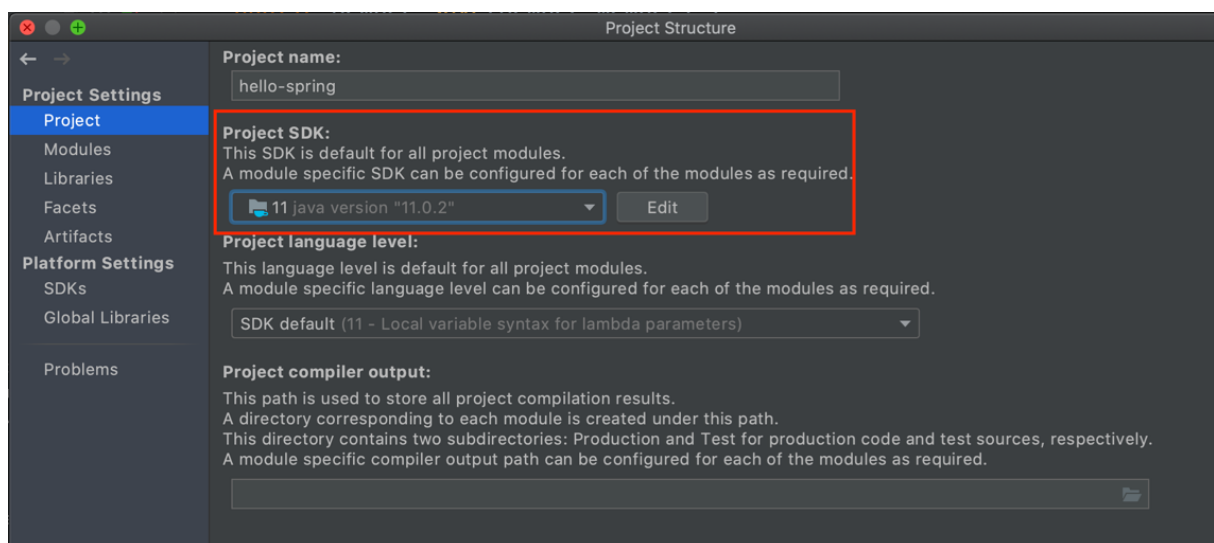 Project Structure
Project Settings
Project
Modules
Libraries
Facets
Artifacts
Platform Settings
SDKs
Global Libraries
Problems
Project name:
hello-spring
Project SDK:
This SDK is default for all project modules.
A module specific SDK can be configured for each of the modules as required.
11 java version "11.0.2"
Edit
Project language level:
This language level is default for all project modules.
A module specific language level can be configured for each of the modules as required.
SDK default (11 - Local variable syntax for lambda parameters)
Project compiler output:
This path is used to store all project compilation results.
A directory corresponding to each module is created under this path.
This directory contains two subdirectories: Production and Test for production code and test sources, respectively.
A module specific compiler output path can be configured for each of the modules as required.